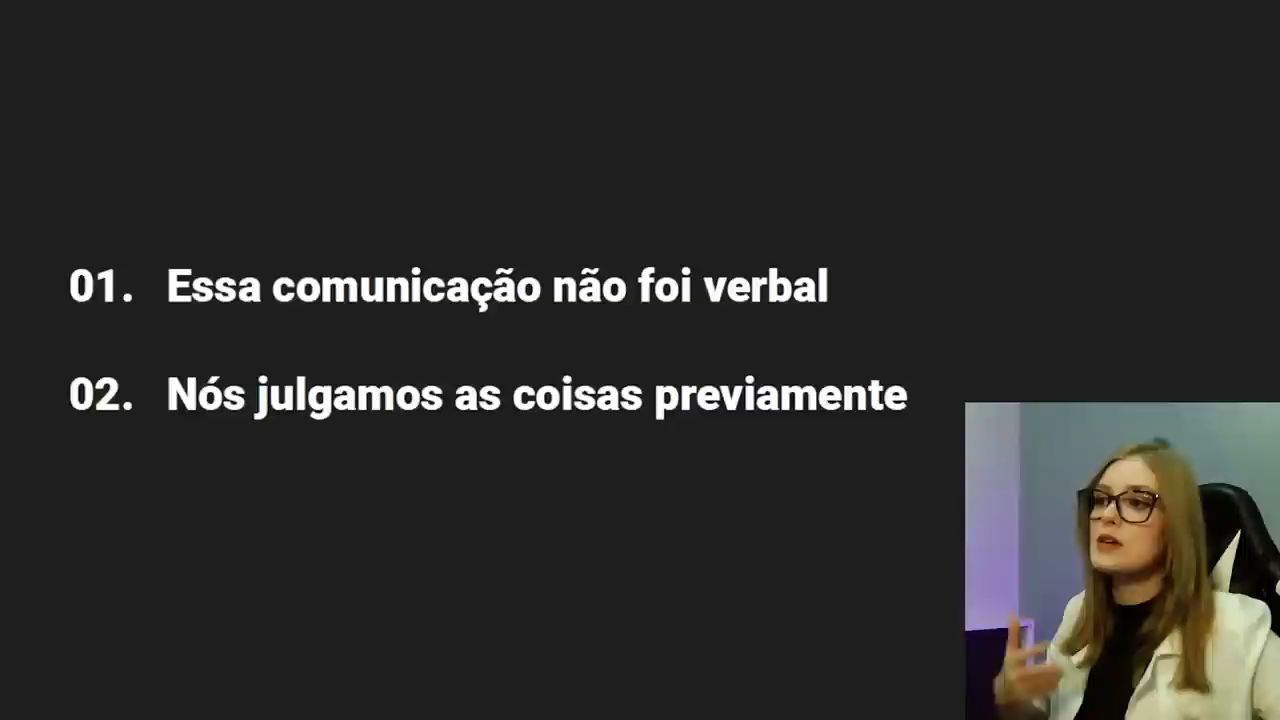 01. Essa comunicação não foi verbal
02. Nós julgamos as coisas previamente